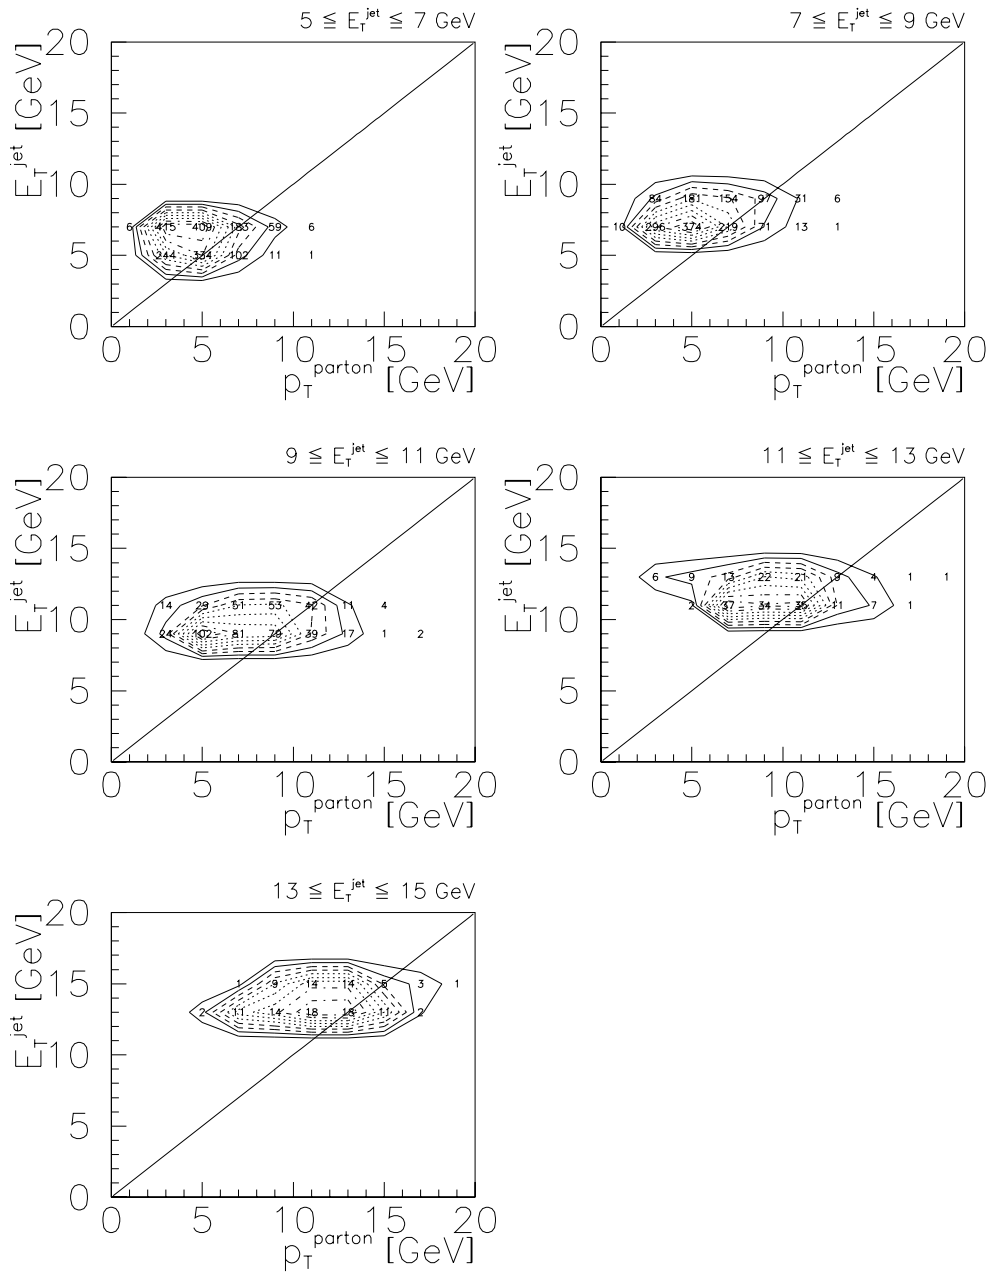 5 ≦ E_T^jet ≦ 7 GeV
E_T^jet [GeV]
20
15
10
5
0
6 415 409 183 59 6
244 334 102 11 1
0 5 10 15 20
p_T^parton [GeV]
7 ≦ E_T^jet ≦ 9 GeV
E_T^jet [GeV]
20
15
10
5
0
84 181 154 97 31 6
10 296 374 219 71 13 1
0 5 10 15 20
p_T^parton [GeV]
9 ≦ E_T^jet ≦ 11 GeV
E_T^jet [GeV]
20
15
10
5
0
14 29 51 53 42 11 4
24 102 81 79 39 17 1 2
0 5 10 15 20
p_T^parton [GeV]
11 ≦ E_T^jet ≦ 13 GeV
E_T^jet [GeV]
20
15
10
5
0
6 9 13 22 21 9 4 1 1
2 37 34 36 11 7 1
0 5 10 15 20
p_T^parton [GeV]
13 ≦ E_T^jet ≦ 15 GeV
E_T^jet [GeV]
20
15
10
5
0
1 9 14 14 3 1
2 11 14 18 18 11 2
0 5 10 15 20
p_T^parton [GeV]